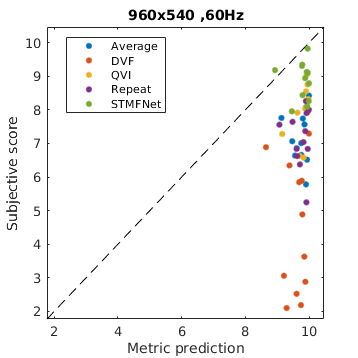 960x540 ,60Hz
10
9
8
7
6
5
4
3
2
Subjective score
Average
DVF
QVI
Repeat
STMFNet
2 4 6 8 10
Metric prediction